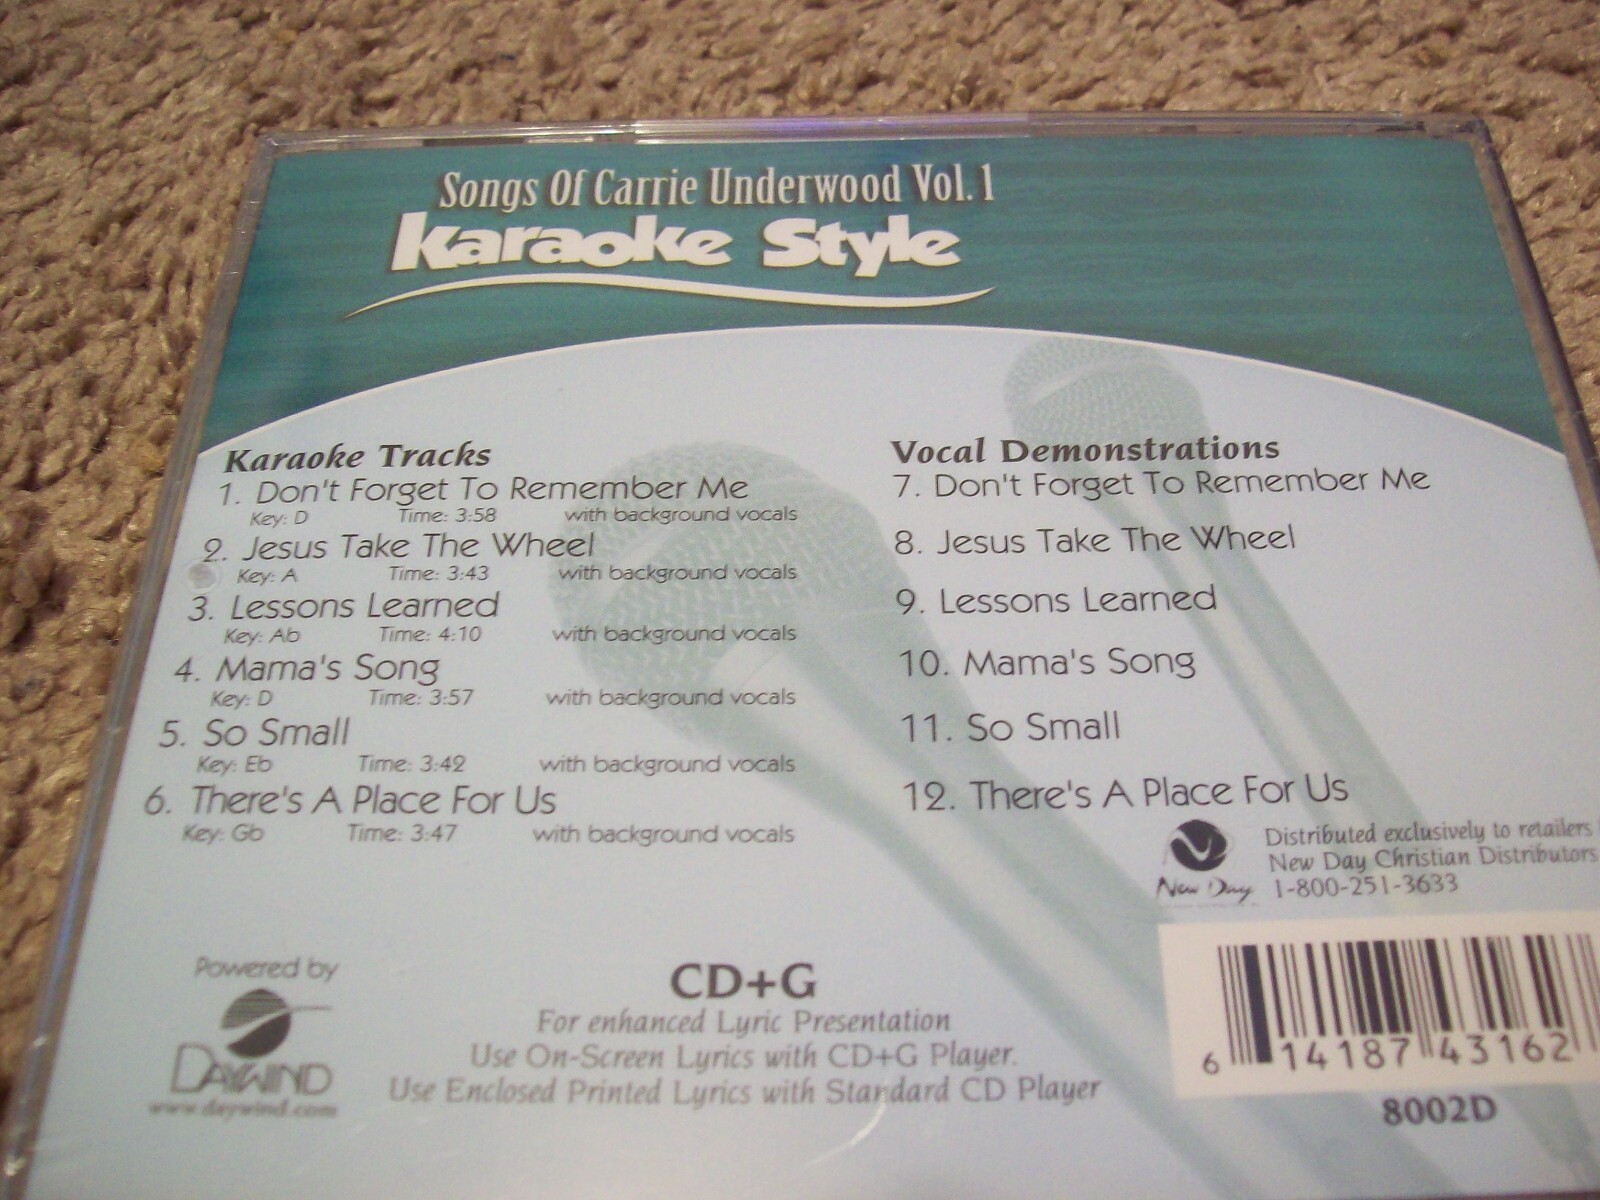 Songs Of Carrie Underwood Vol. 1
Karaoke Style
Karaoke Tracks
1. Don't Forget To Remember Me
Key: D Time: 3:58 with background vocals
2. Jesus Take The Wheel
Key: A Time: 3:43 with background vocals
3. Lessons Learned
Key: Ab Time: 4:10 with background vocals
4. Mama's Song
Key: D Time: 3:57 with background vocals
5. So Small
Key: Eb Time: 3:42 with background vocals
6. There's A Place For Us
Key: Gb Time: 3:47 with background vocals
Vocal Demonstrations
7. Don't Forget To Remember Me
8. Jesus Take The Wheel
9. Lessons Learned
10. Mama's Song
11. So Small
12. There's A Place For Us
New Day
Distributed exclusively to retailers
New Day Christian Distributors
1-800-251-3633
Powered by
DAYWIND
www.daywind.com
CD+G
For enhanced Lyric Presentation
Use On-Screen Lyrics with CD+G Player.
Use Enclosed Printed Lyrics with Standard CD Player
6 14187 43162
8002D